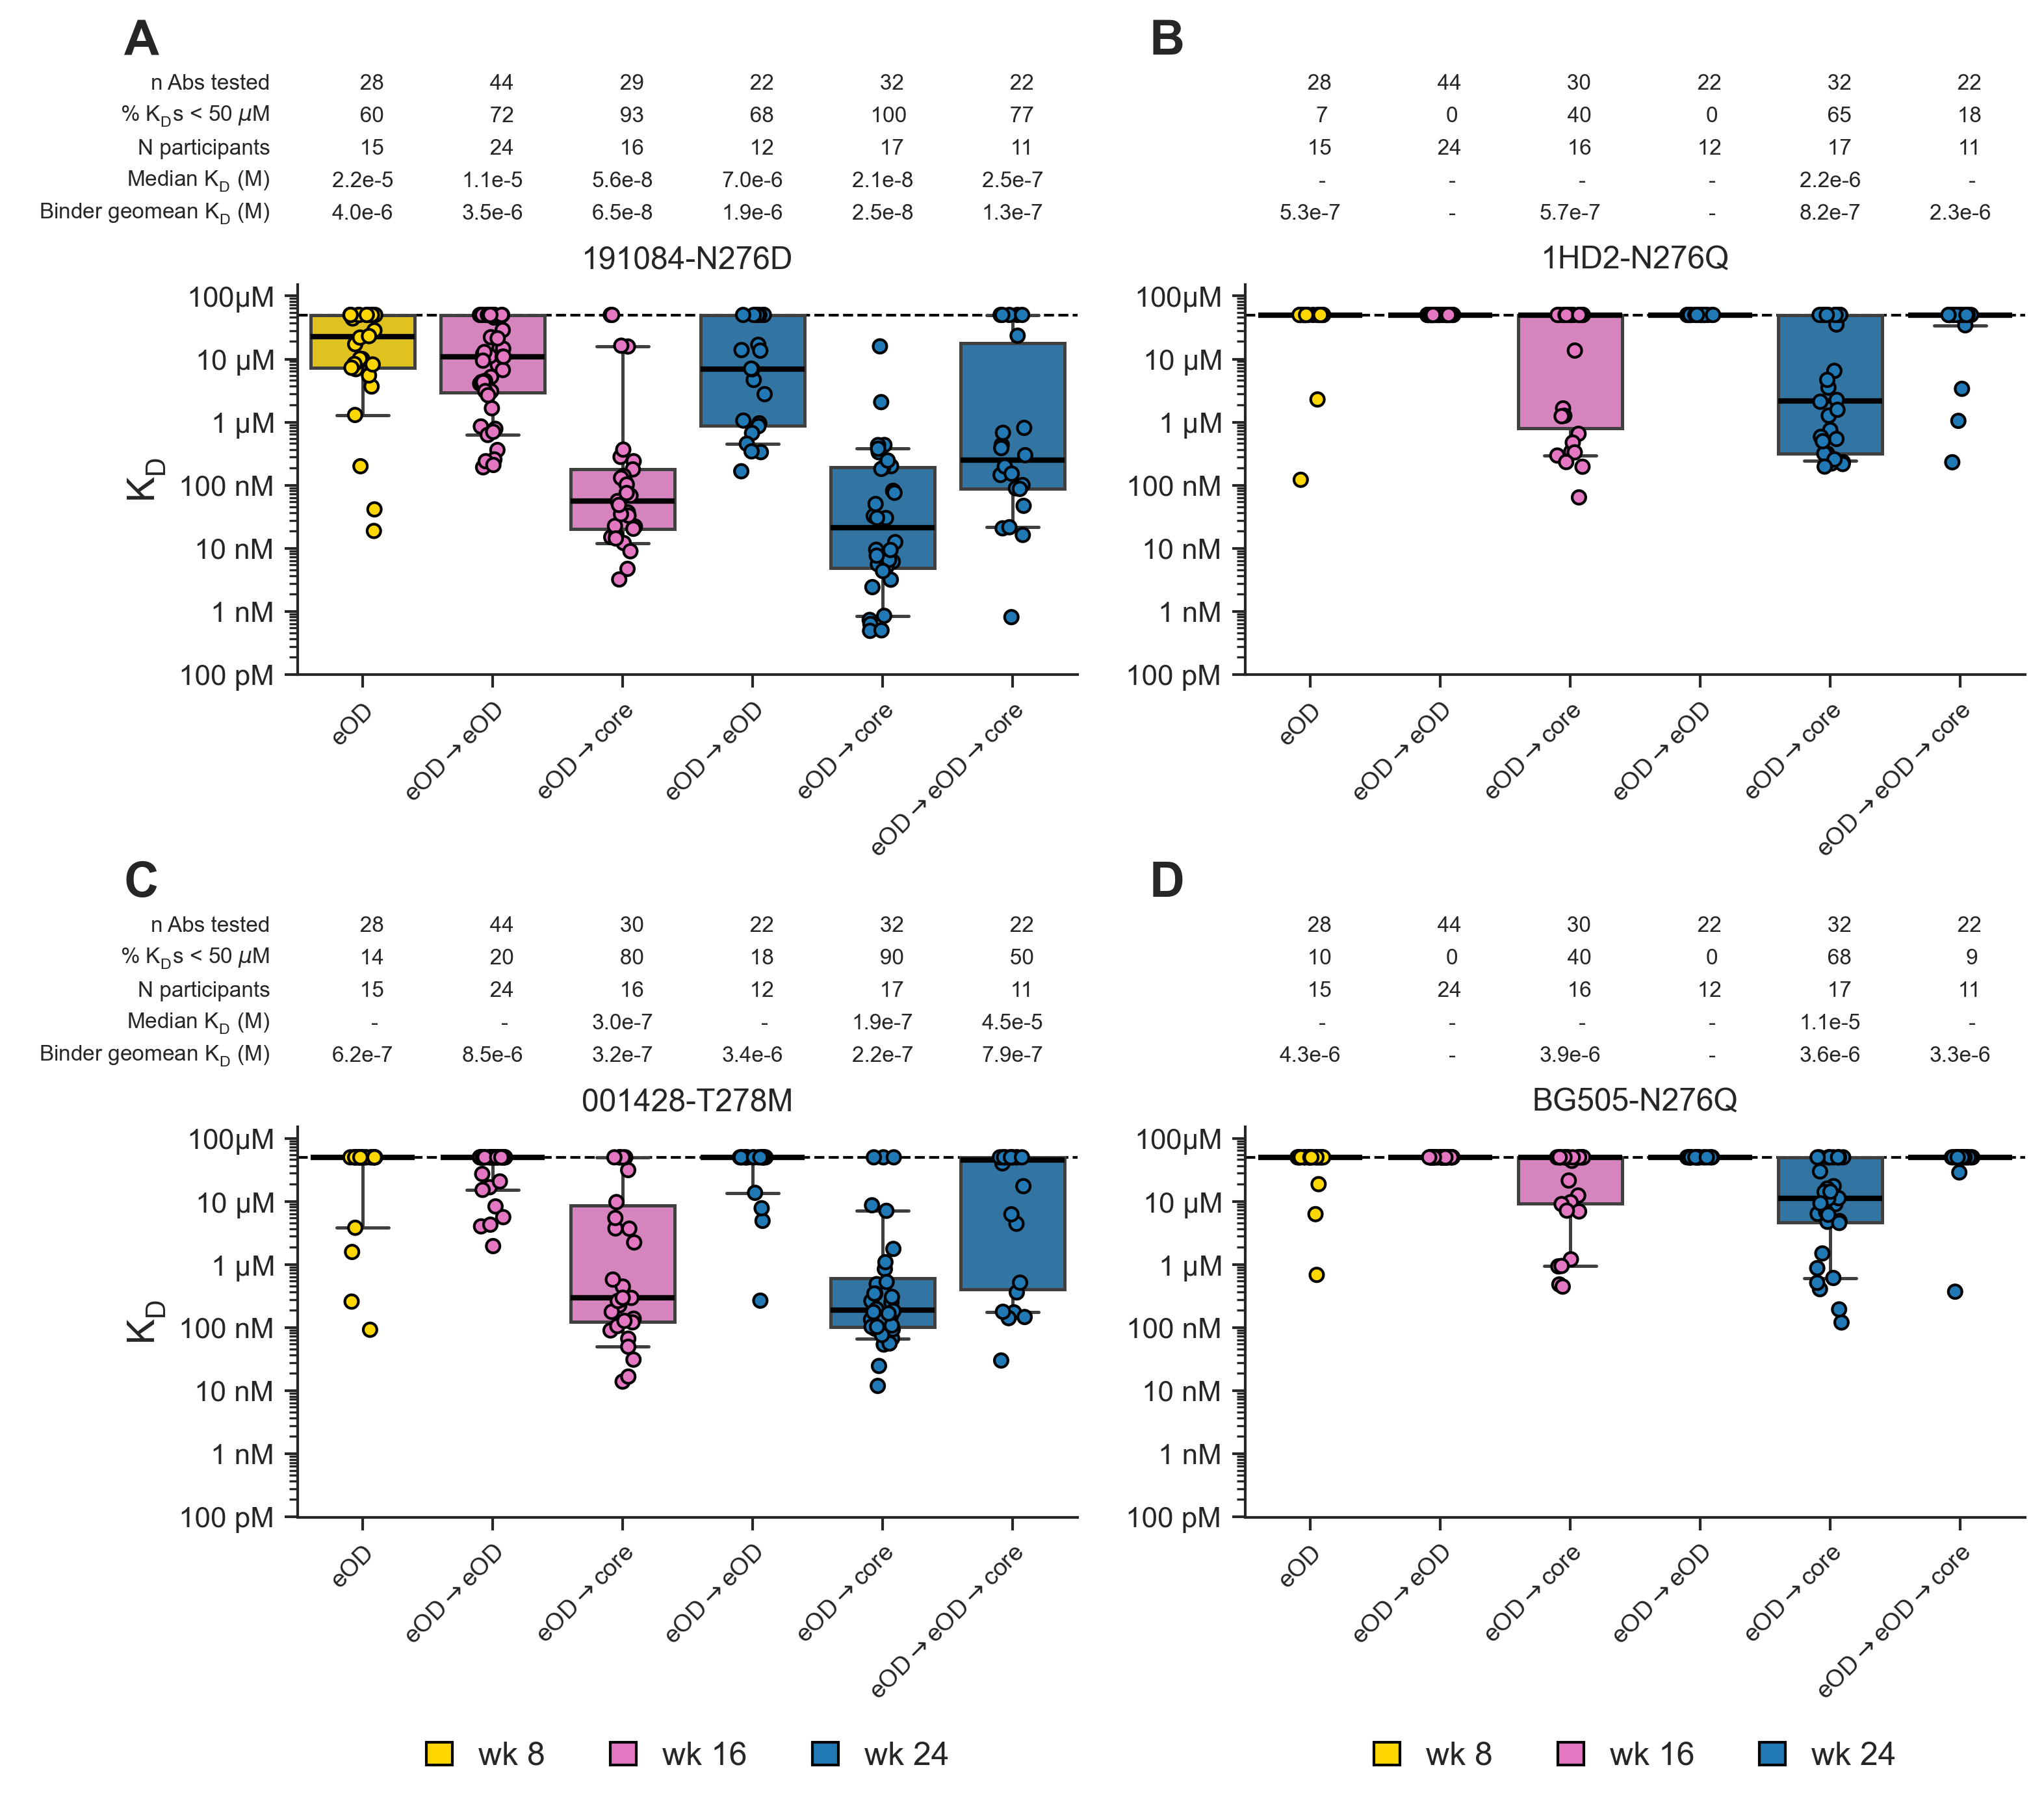 A
n Abs tested 28 44 29 22 32 22
% KDs < 50 µM 60 72 93 68 100 77
N participants 15 24 16 12 17 11
Median KD (M) 2.2e-5 1.1e-5 5.6e-8 7.0e-6 2.1e-8 2.5e-7
Binder geomean KD (M) 4.0e-6 3.5e-6 6.5e-8 1.9e-6 2.5e-8 1.3e-7
191084-N276D
KD
100µM
10 µM
1 µM
100 nM
10 nM
1 nM
100 pM
eOD
eOD→eOD
eOD→core
eOD→eOD
eOD→core
eOD→eOD→core
B
28 44 30 22 32 22
7 0 40 0 65 18
15 24 16 12 17 11
- - - - 2.2e-6 -
5.3e-7 - 5.7e-7 - 8.2e-7 2.3e-6
1HD2-N276Q
100µM
10 µM
1 µM
100 nM
10 nM
1 nM
100 pM
eOD
eOD→eOD
eOD→core
eOD→eOD
eOD→core
eOD→eOD→core
C
n Abs tested 28 44 30 22 32 22
% KDs < 50 µM 14 20 80 18 90 50
N participants 15 24 16 12 17 11
Median KD (M) - - 3.0e-7 - 1.9e-7 4.5e-5
Binder geomean KD (M) 6.2e-7 8.5e-6 3.2e-7 3.4e-6 2.2e-7 7.9e-7
001428-T278M
KD
100µM
10 µM
1 µM
100 nM
10 nM
1 nM
100 pM
eOD
eOD→eOD
eOD→core
eOD→eOD
eOD→core
eOD→eOD→core
wk 8 wk 16 wk 24
D
28 44 30 22 32 22
10 0 40 0 68 9
15 24 16 12 17 11
- - - - 1.1e-5 -
4.3e-6 - 3.9e-6 - 3.6e-6 3.3e-6
BG505-N276Q
100µM
10 µM
1 µM
100 nM
10 nM
1 nM
100 pM
eOD
eOD→eOD
eOD→core
eOD→eOD
eOD→core
eOD→eOD→core
wk 8 wk 16 wk 24